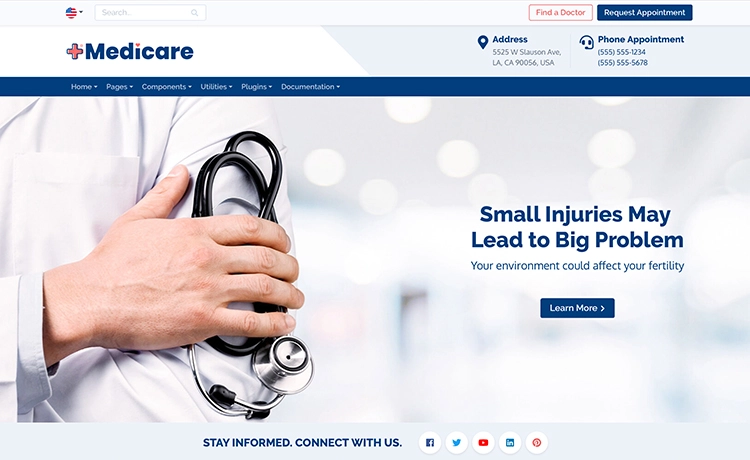 Search...
Find a Doctor
Request Appointment
Medicare
Address
5525 W Slauson Ave,
LA, CA 90056, USA
Phone Appointment
(555) 555-1234
(555) 555-5678
Home
Pages
Components
Utilities
Plugins
Documentation
Small Injuries May
Lead to Big Problem
Your environment could affect your fertility
Learn More
STAY INFORMED. CONNECT WITH US.